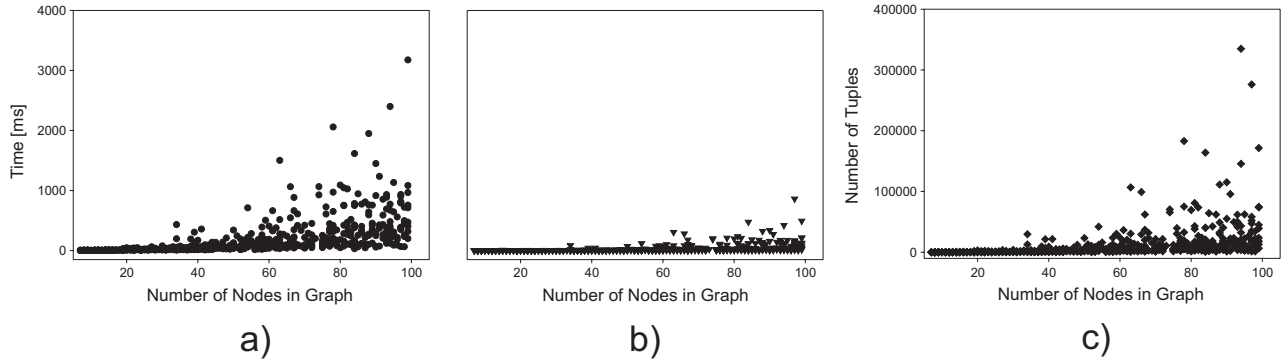 4000
3000
2000
1000
0
Time [ms]
20 40 60 80 100
Number of Nodes in Graph
a)
20 40 60 80 100
Number of Nodes in Graph
b)
400000
300000
200000
100000
0
Number of Tuples
20 40 60 80 100
Number of Nodes in Graph
c)